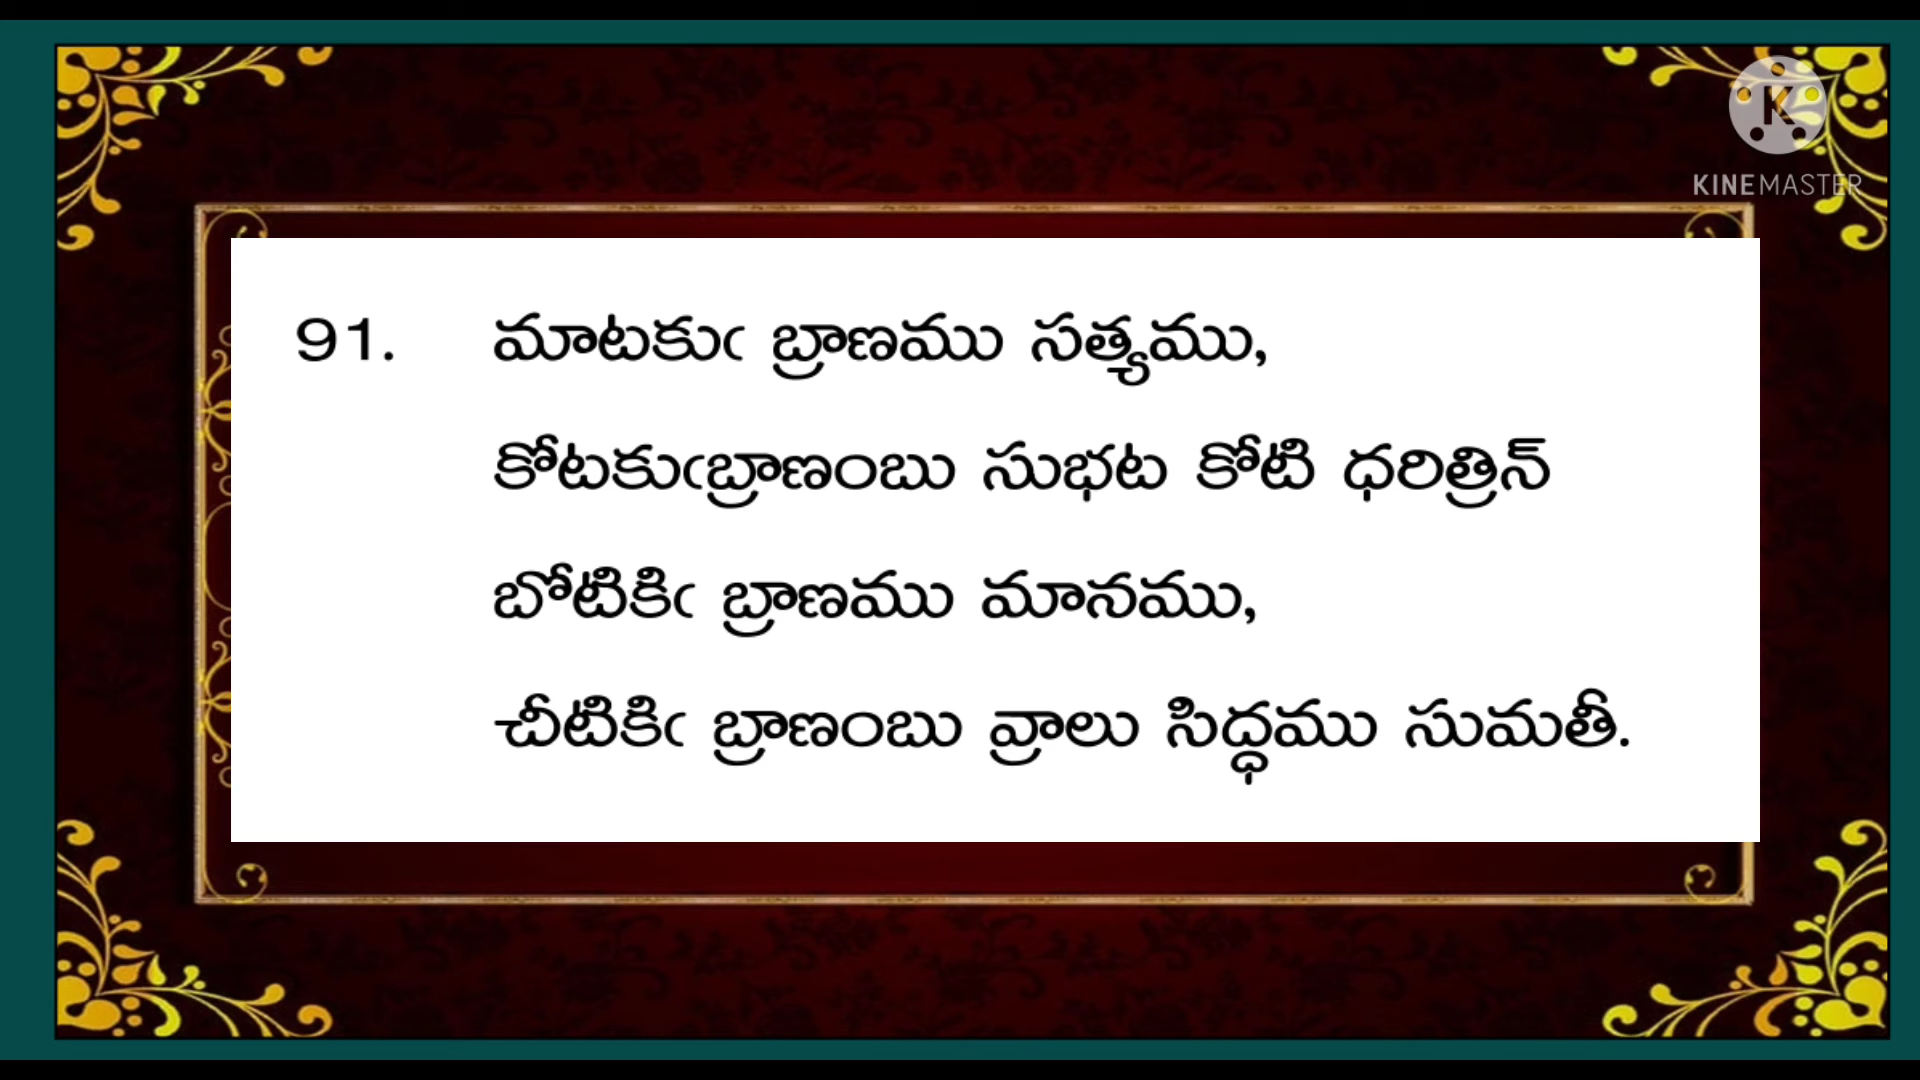 KINEMASTER
91. మాటకుఁ బ్రాణము సత్యము,
కోటకుఁబ్రాణంబు సుభట కోటి ధరిత్రిన్
బోటికిఁ బ్రాణము మానము,
చీటికిఁ బ్రాణంబు వ్రాలు సిద్ధము సుమతీ.